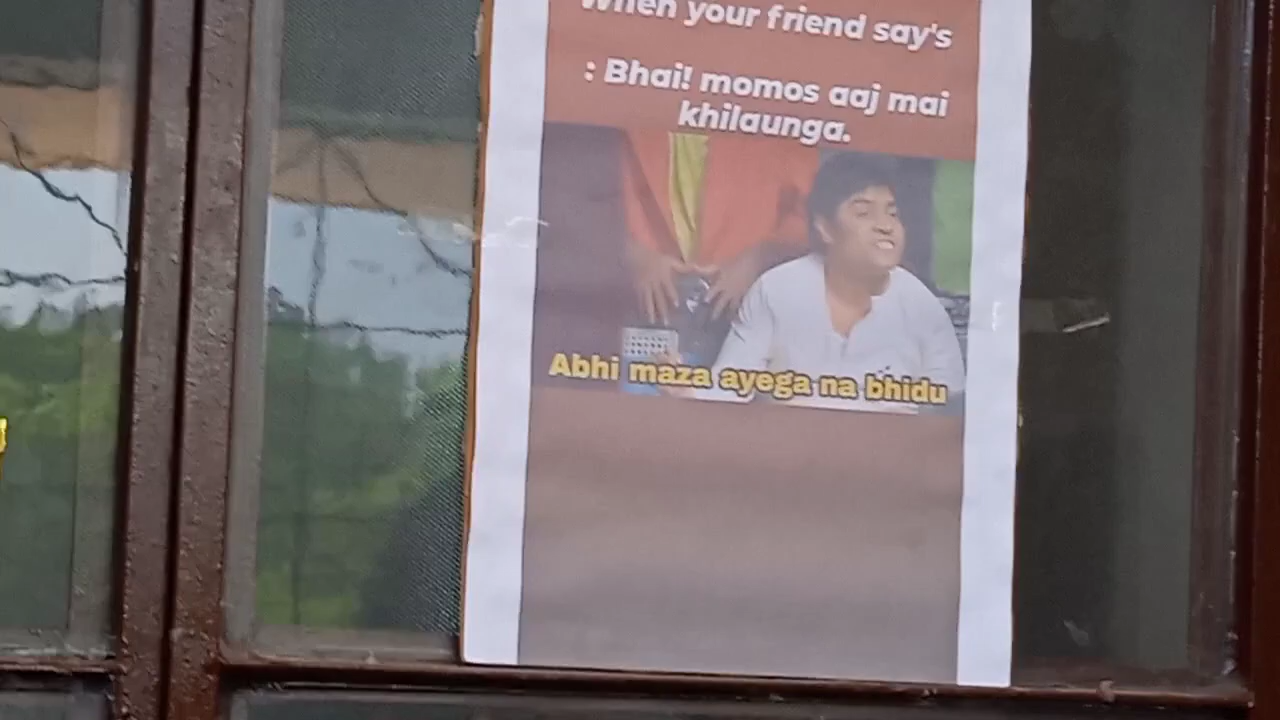 When your friend say's
: Bhai! momos aaj mai
khilaunga.
Abhi maza ayega na bhidu